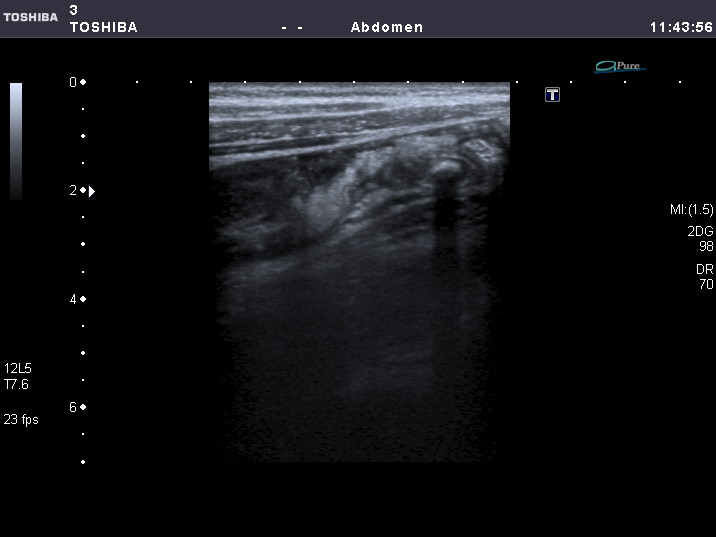 TOSHIBA
3
TOSHIBA - - Abdomen 11:43:56
Pure
0
T
2
MI:(1.5)
2DG
98
DR
70
4
12L5
T7.6
6
23 fps